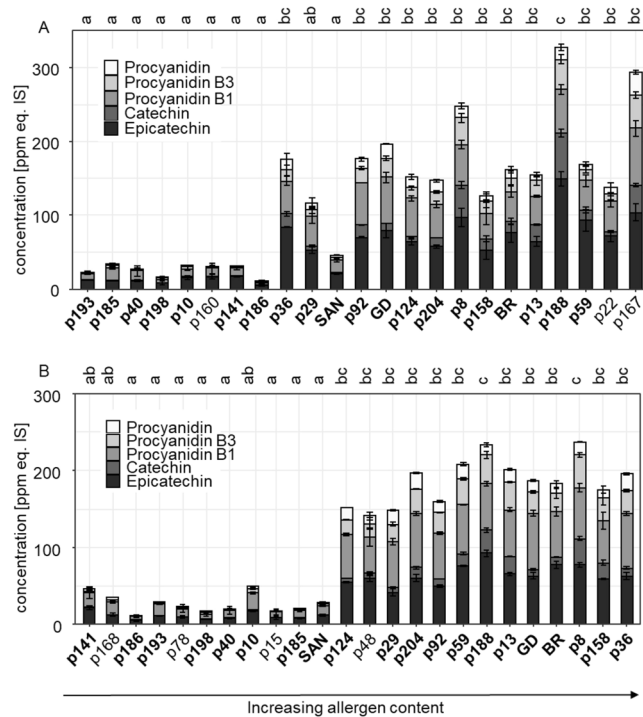 A
a a a a a a a a bc ab a bc bc bc bc bc bc bc bc c bc bc bc
300
200
100
0
concentration [ppm eq. IS]
Procyanidin
Procyanidin B3
Procyanidin B1
Catechin
Epicatechin
p193 p185 p40 p198 p10 p160 p141 p186 p36 p29 SAN p92 GD p124 p204 p8 p158 BR p13 p188 p59 p22 p167
B
ab ab a a a a a ab a a a bc bc bc bc bc bc c bc bc bc c bc bc
300
200
100
0
concentration [ppm eq. IS]
Procyanidin
Procyanidin B3
Procyanidin B1
Catechin
Epicatechin
p141 p168 p186 p193 p78 p198 p40 p10 p15 p185 SAN p124 p48 p29 p204 p92 p59 p188 p13 GD BR p8 p158 p36
Increasing allergen content